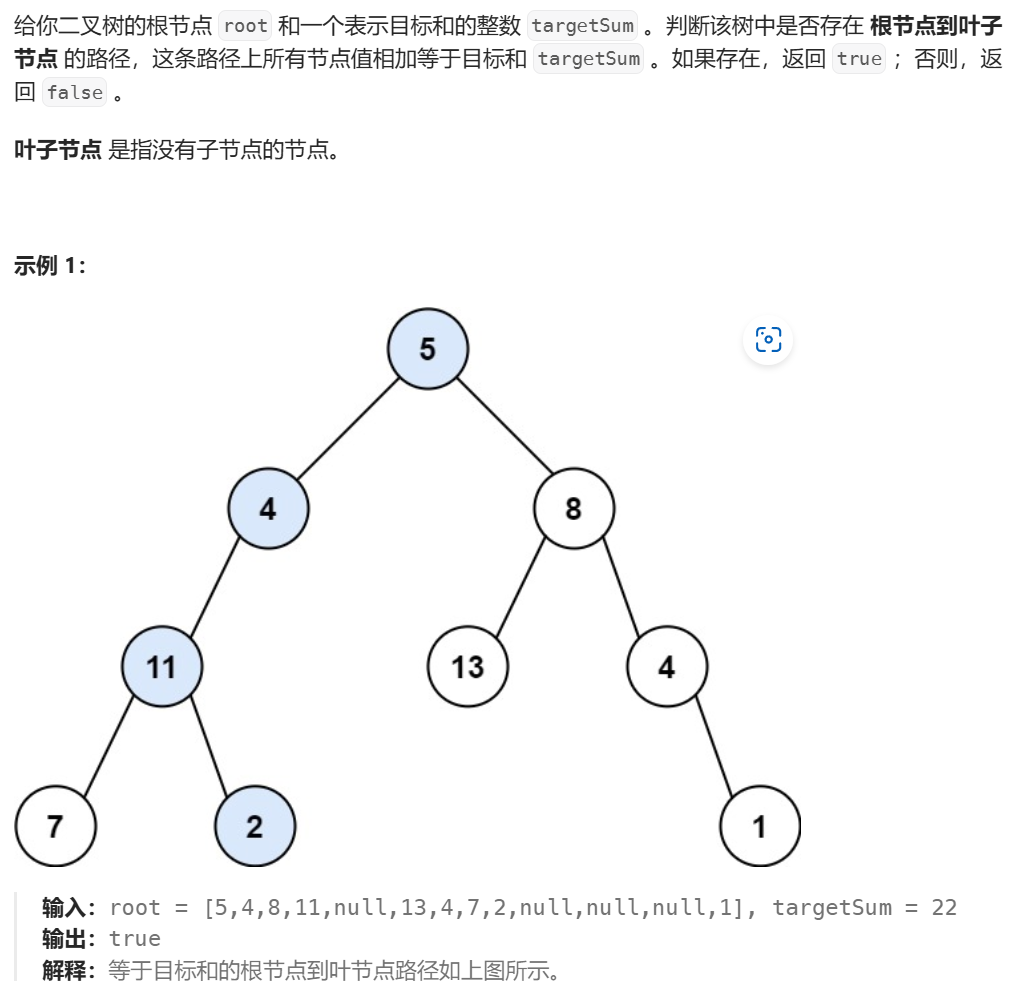 给你二叉树的根节点 root 和一个表示目标和的整数 targetSum 。判断该树中是否存在 根节点到叶子
节点 的路径，这条路径上所有节点值相加等于目标和 targetSum 。如果存在，返回 true ；否则，返
回 false 。
叶子节点 是指没有子节点的节点。
示例 1：
5
4 8
11 13 4
7 2 1
输入：root = [5,4,8,11,null,13,4,7,2,null,null,null,1], targetSum = 22
输出：true
解释：等于目标和的根节点到叶节点路径如上图所示。